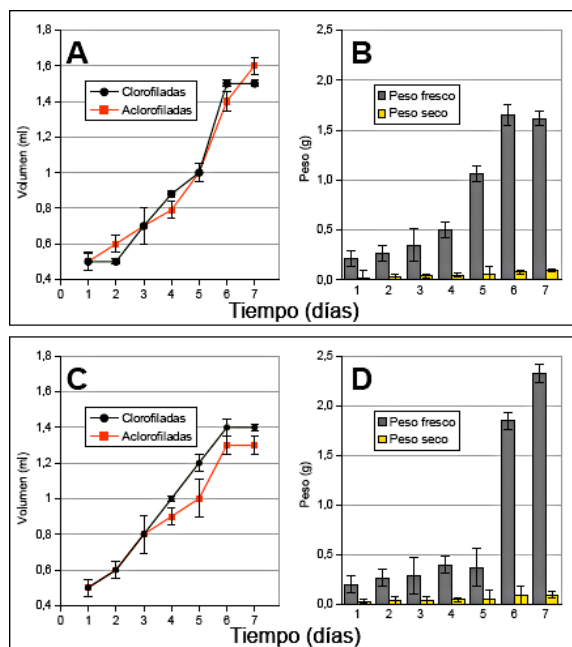 A
Clorofiladas
Aclorofiladas
Volumen (ml)
1,8
1,6
1,4
1,2
1
0,8
0,6
0,4
0 1 2 3 4 5 6 7
B
Peso fresco
Peso seco
Peso (g)
2,5
2,0
1,5
1,0
0,5
0,0
1 2 3 4 5 6 7
Tiempo (días)
C
Clorofiladas
Aclorofiladas
Volumen (ml)
1,8
1,6
1,4
1,2
1
0,8
0,6
0,4
0 1 2 3 4 5 6 7
D
Peso fresco
Peso seco
Peso (g)
2,5
2,0
1,5
1,0
0,5
0,0
1 2 3 4 5 6 7
Tiempo (días)